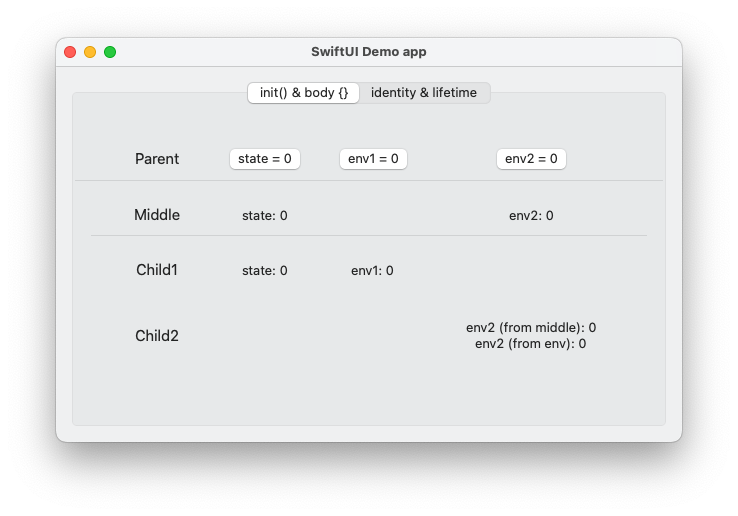 SwiftUI Demo app
init() & body {} identity & lifetime
Parent state = 0 env1 = 0 env2 = 0
Middle state: 0 env2: 0
Child1 state: 0 env1: 0
Child2 env2 (from middle): 0
env2 (from env): 0